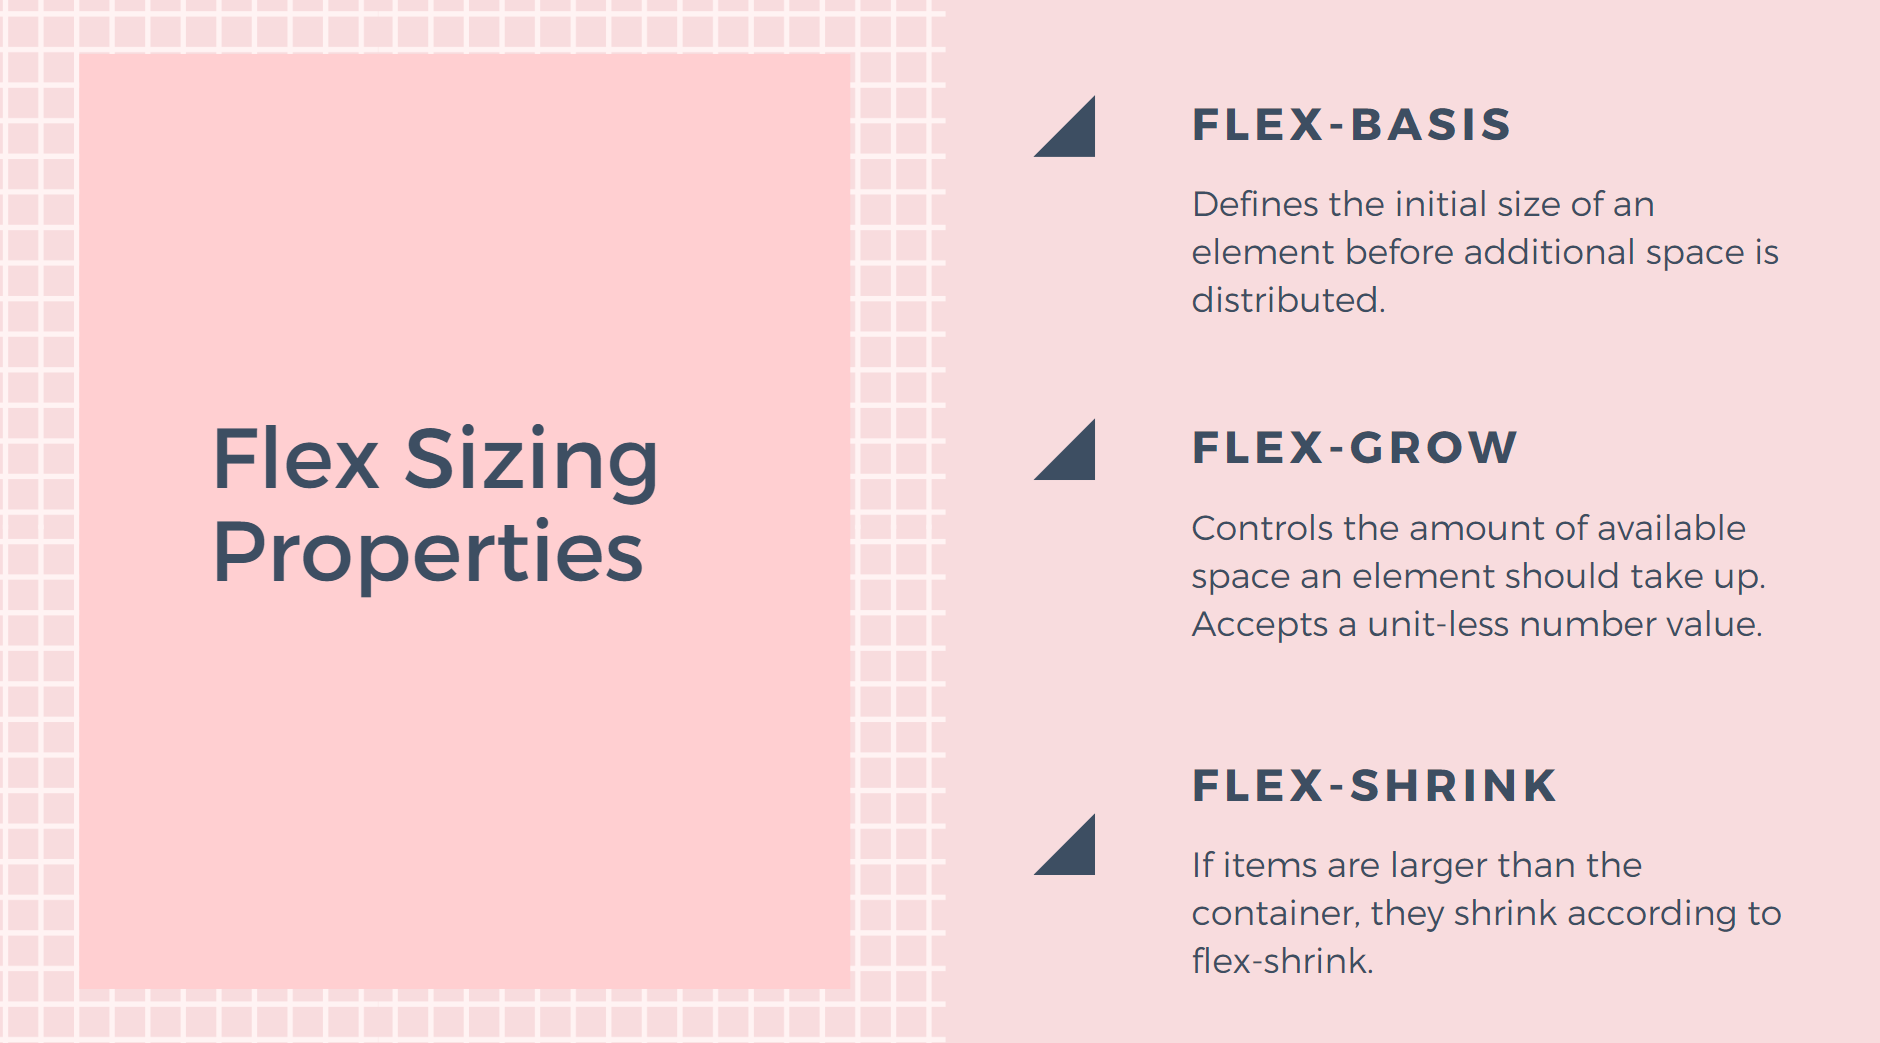 Flex Sizing
Properties
FLEX-BASIS
Defines the initial size of an
element before additional space is
distributed.
FLEX-GROW
Controls the amount of available
space an element should take up.
Accepts a unit-less number value.
FLEX-SHRINK
If items are larger than the
container, they shrink according to
flex-shrink.